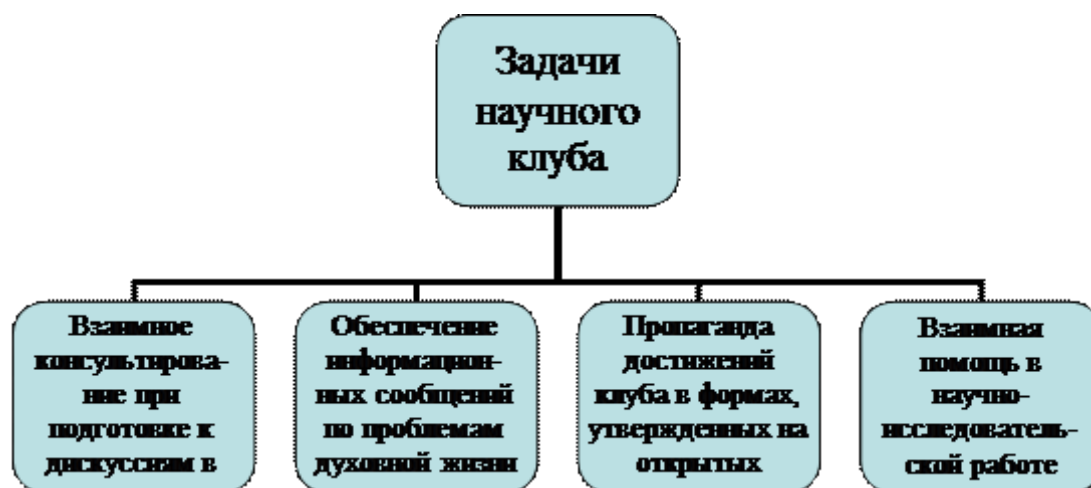 Задачи
научного
клуба
Взаимное
консультирова-
ние при
подготовке к
дискуссиям в
Обеспечение
информацион-
ных сообщений
по проблемам
духовной жизни
Пропаганда
достижений
клуба в формах,
утвержденных на
открытых
Взаимная
помощь в
научно-
исследователь-
ской работе